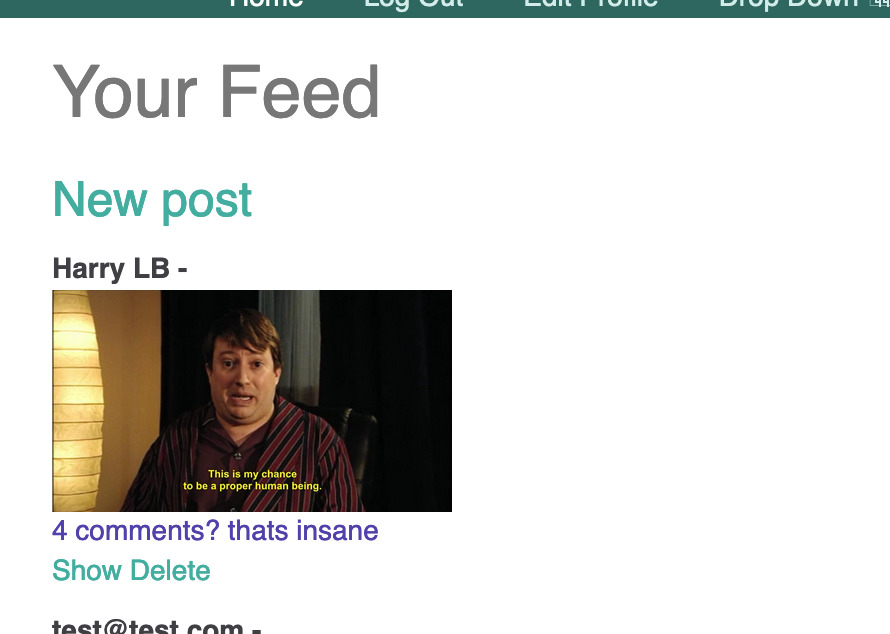 Home Log Out Edit Profile Drop Down
Your Feed
New post
Harry LB -
This is my chance
to be a proper human being.
4 comments? thats insane
Show Delete
test@test.com -